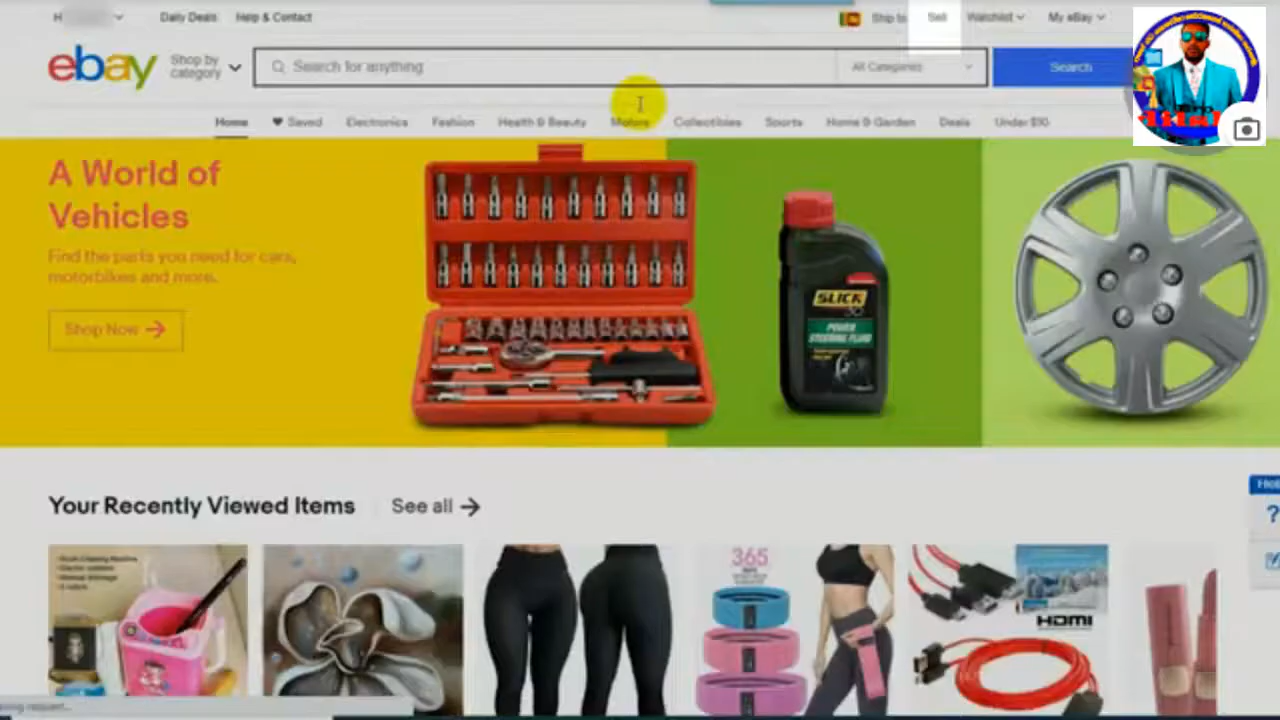 Daily Deals
Help & Contact
Ship to
Sell
Watchlist
My eBay
ebay
Shop by
category
Search for anything
All Categories
Search
Home
Saved
Electronics
Fashion
Health & Beauty
Motors
Collectibles
Sports
Home & Garden
Deals
Under $10
A World of
Vehicles
Find the parts you need for cars,
motorbikes and more.
Shop Now
SLICK
50
POWER
STEERING FLUID
Your Recently Viewed Items
See all
365
HDMI